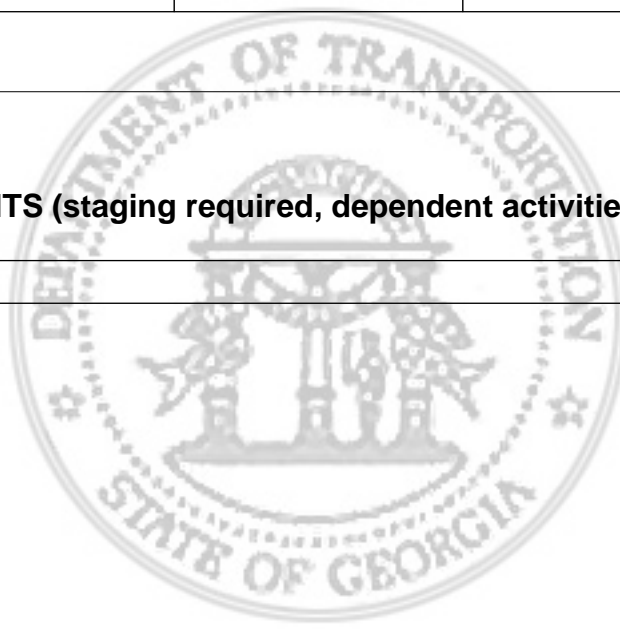 DEPARTMENT OF TRANSPORTATION
ITS (staging required, dependent activitie
STATE OF GEORGIA